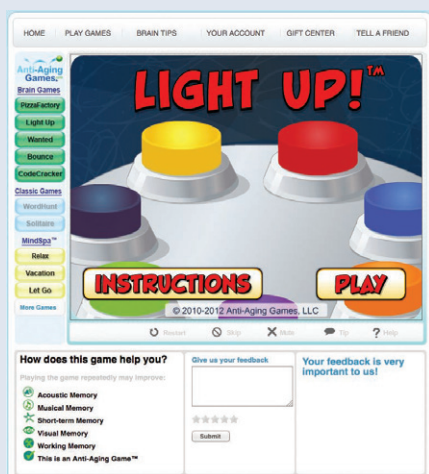 HOME PLAY GAMES BRAIN TIPS YOUR ACCOUNT GIFT CENTER TELL A FRIEND
Anti-Aging
Games.
Brain Games
PizzaFactory
Light Up
Wanted
Bounce
CodeCracker
Classic Games
WordHunt
Solitaire
MindSpa™
Relax
Vacation
Let Go
More Games
LIGHT UP!™
INSTRUCTIONS PLAY
© 2010-2012 Anti-Aging Games, LLC
Restart Skip Mute Tip ? Help
How does this game help you?
Playing the game repeatedly may improve:
Acoustic Memory
Musical Memory
Short-term Memory
Visual Memory
Working Memory
This is an Anti-Aging Game™
Give us your feedback
Submit
Your feedback is very
important to us!